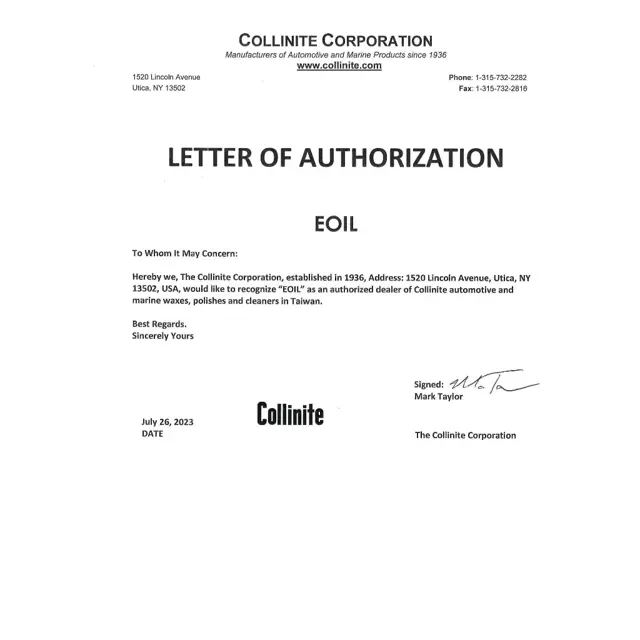 COLLINITE CORPORATION
Manufacturers of Automotive and Marine Products since 1936
www.collinite.com
1520 Lincoln Avenue
Utica, NY 13502
Phone: 1-315-732-2282
Fax: 1-315-732-2816
LETTER OF AUTHORIZATION
EOIL
To Whom It May Concern:
Hereby we, The Collinite Corporation, established in 1936, Address: 1520 Lincoln Avenue, Utica, NY
13502, USA, would like to recognize "EOIL" as an authorized dealer of Collinite automotive and
marine waxes, polishes and cleaners in Taiwan.
Best Regards.
Sincerely Yours
Signed:
Mark Taylor
Collinite
July 26, 2023
DATE
The Collinite Corporation